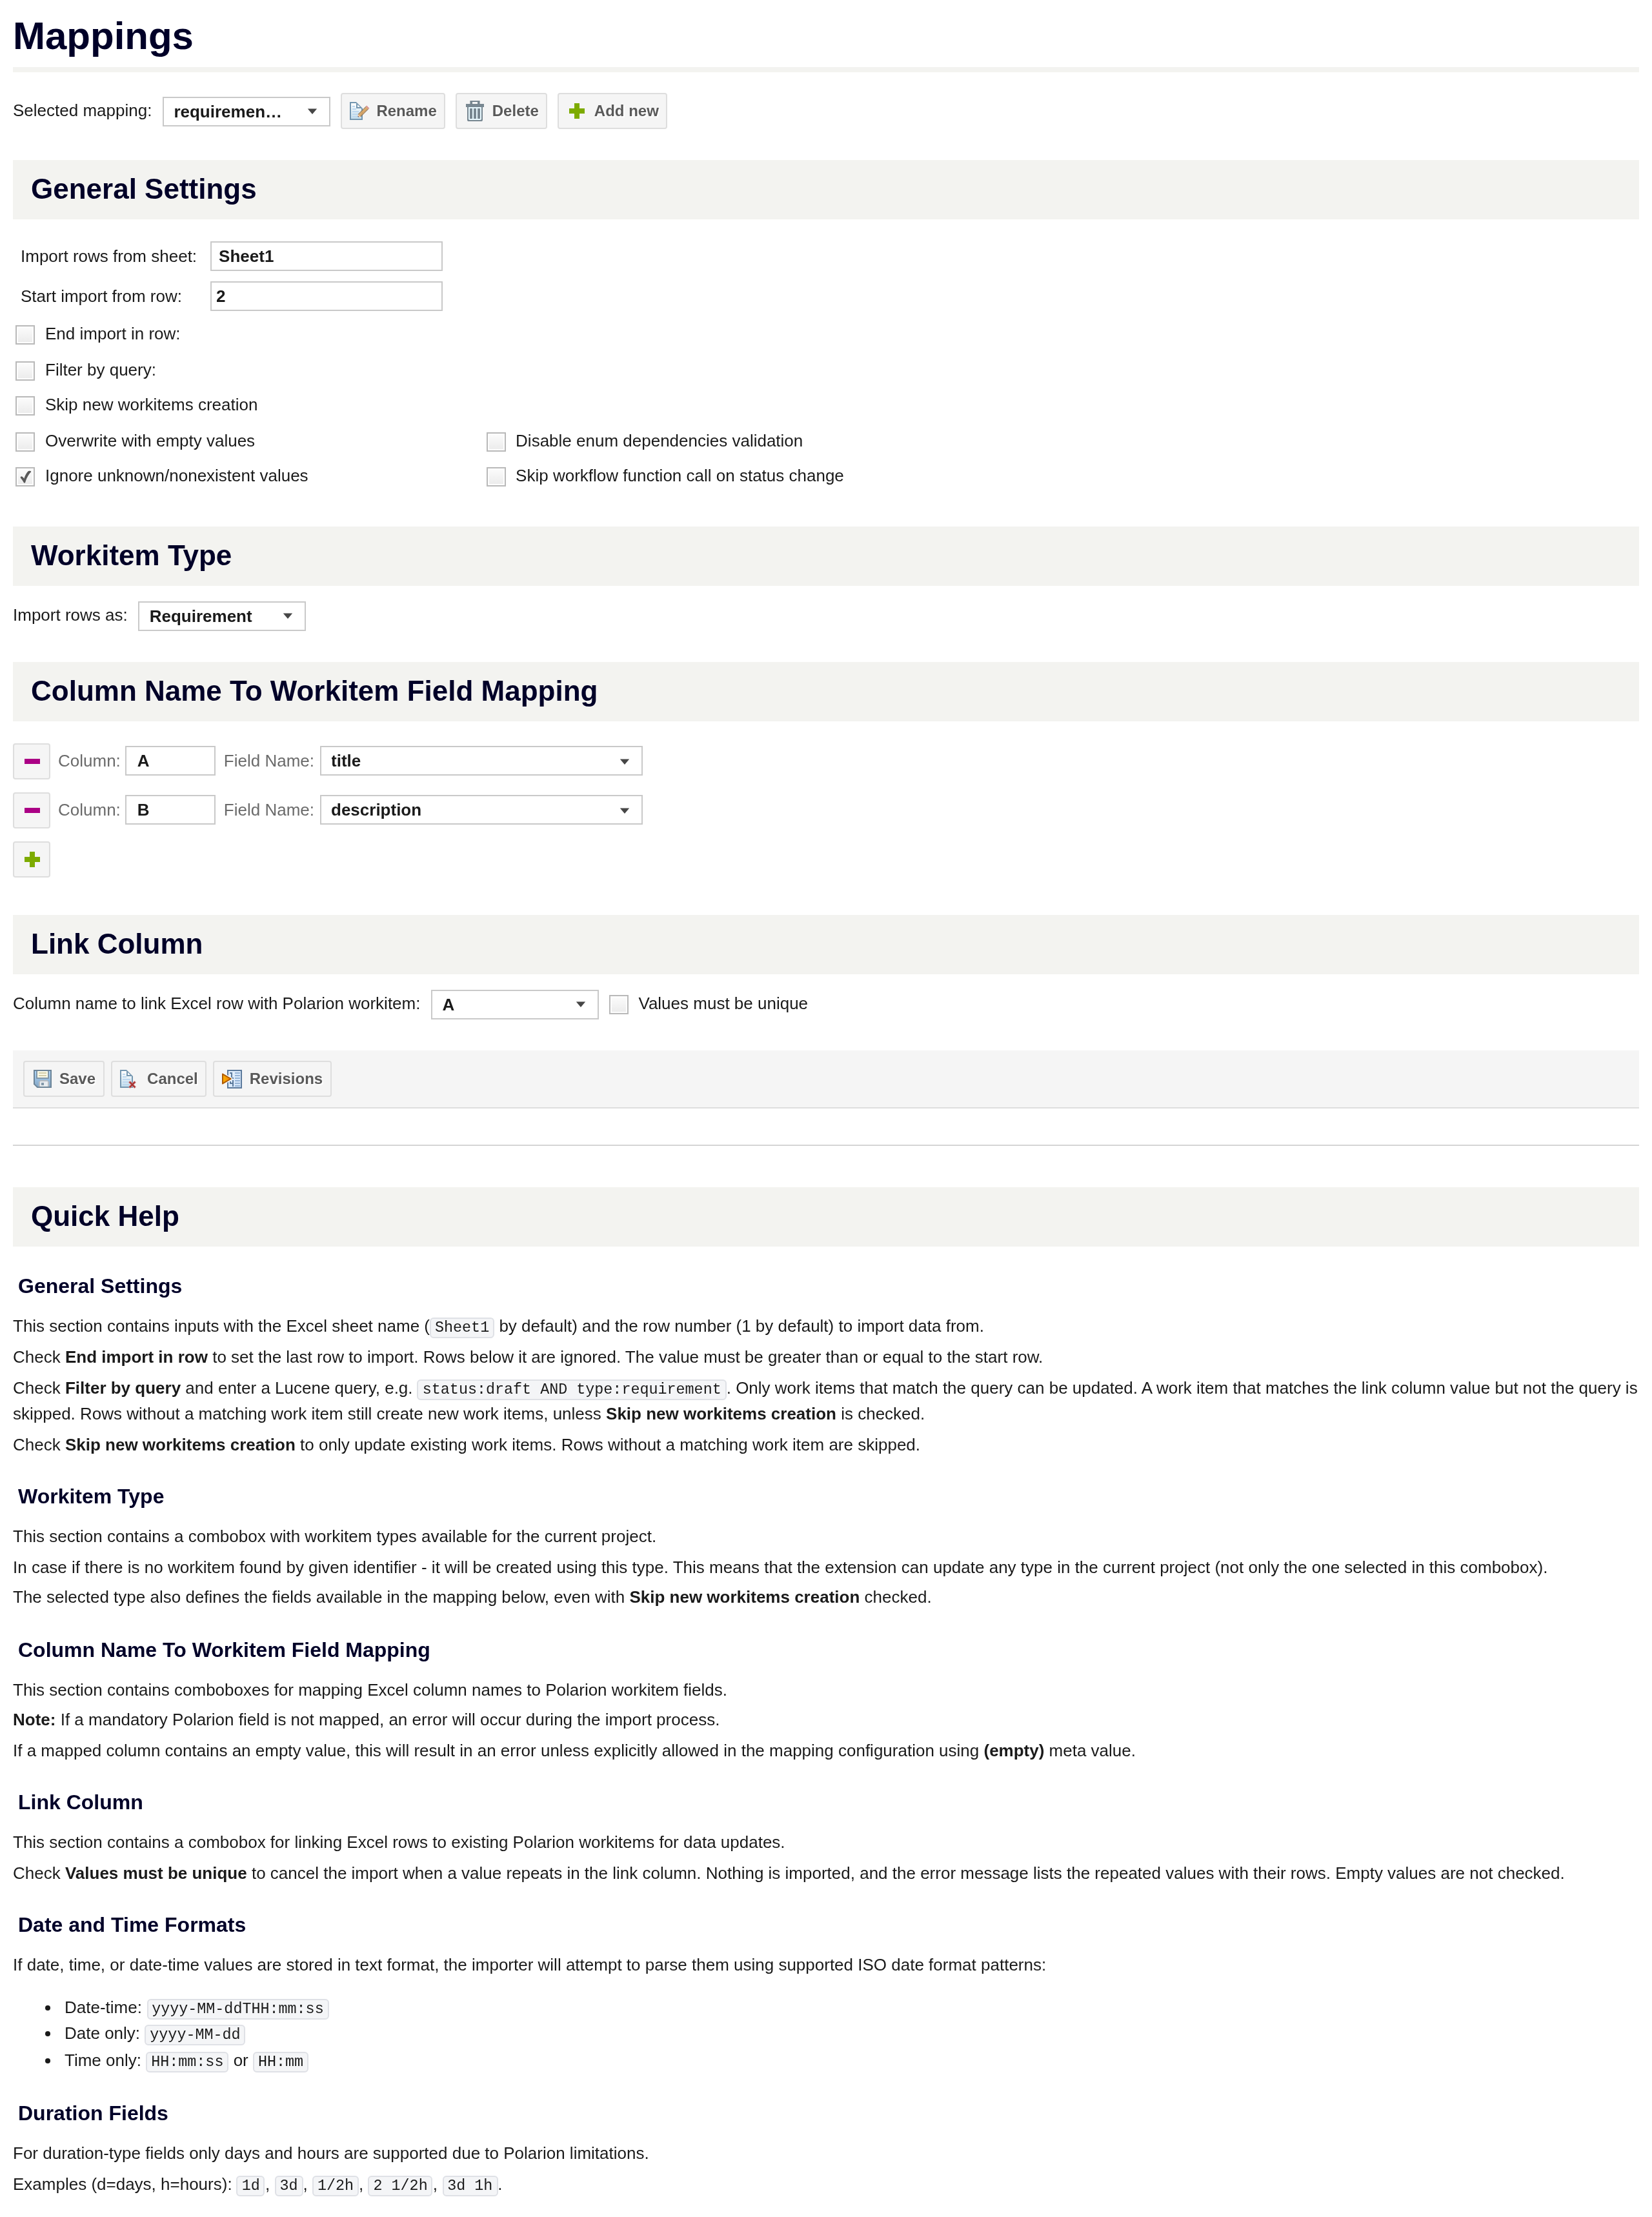 Mappings
Selected mapping: requiremen… Rename Delete Add new
General Settings
Import rows from sheet: Sheet1
Start import from row: 2
End import in row:
Filter by query:
Skip new workitems creation
Overwrite with empty values Disable enum dependencies validation
Ignore unknown/nonexistent values Skip workflow function call on status change
Workitem Type
Import rows as: Requirement
Column Name To Workitem Field Mapping
Column: A Field Name: title
Column: B Field Name: description
Link Column
Column name to link Excel row with Polarion workitem: A Values must be unique
Save Cancel Revisions
Quick Help
General Settings
This section contains inputs with the Excel sheet name (Sheet1 by default) and the row number (1 by default) to import data from.
Check End import in row to set the last row to import. Rows below it are ignored. The value must be greater than or equal to the start row.
Check Filter by query and enter a Lucene query, e.g. status:draft AND type:requirement. Only work items that match the query can be updated. A work item that matches the link column value but not the query is
skipped. Rows without a matching work item still create new work items, unless Skip new workitems creation is checked.
Check Skip new workitems creation to only update existing work items. Rows without a matching work item are skipped.
Workitem Type
This section contains a combobox with workitem types available for the current project.
In case if there is no workitem found by given identifier - it will be created using this type. This means that the extension can update any type in the current project (not only the one selected in this combobox).
The selected type also defines the fields available in the mapping below, even with Skip new workitems creation checked.
Column Name To Workitem Field Mapping
This section contains comboboxes for mapping Excel column names to Polarion workitem fields.
Note: If a mandatory Polarion field is not mapped, an error will occur during the import process.
If a mapped column contains an empty value, this will result in an error unless explicitly allowed in the mapping configuration using (empty) meta value.
Link Column
This section contains a combobox for linking Excel rows to existing Polarion workitems for data updates.
Check Values must be unique to cancel the import when a value repeats in the link column. Nothing is imported, and the error message lists the repeated values with their rows. Empty values are not checked.
Date and Time Formats
If date, time, or date-time values are stored in text format, the importer will attempt to parse them using supported ISO date format patterns:
• Date-time: yyyy-MM-ddTHH:mm:ss
• Date only: yyyy-MM-dd
• Time only: HH:mm:ss or HH:mm
Duration Fields
For duration-type fields only days and hours are supported due to Polarion limitations.
Examples (d=days, h=hours): 1d, 3d, 1/2h, 2 1/2h, 3d 1h.